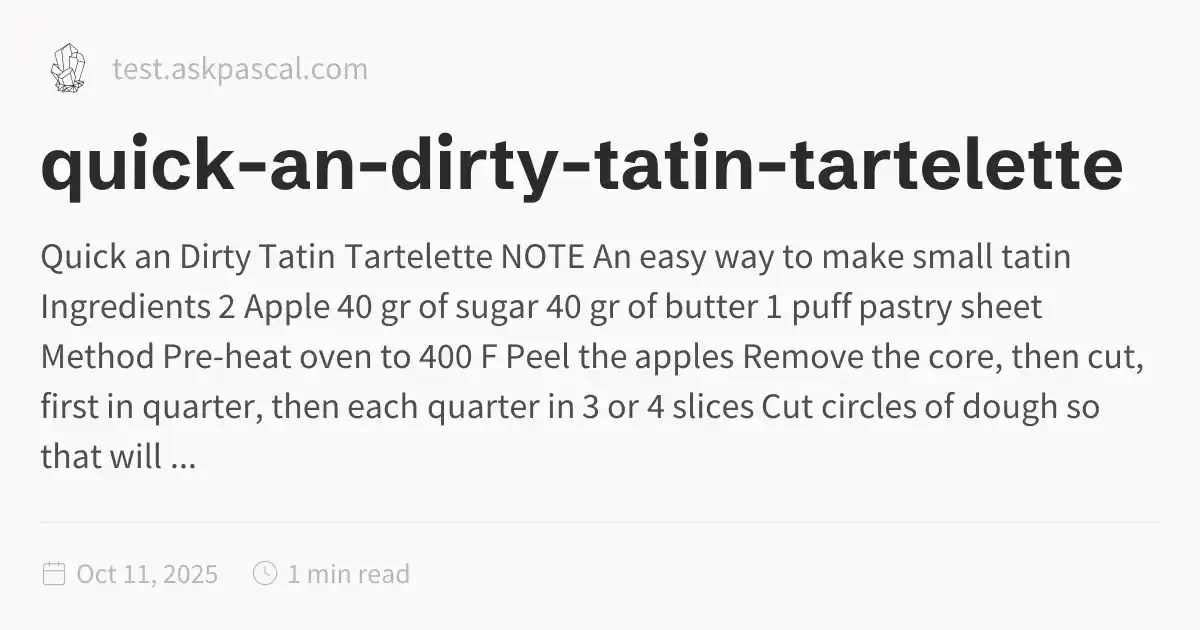 test.askpascal.com
quick-an-dirty-tatin-tartelette
Quick an Dirty Tatin Tartelette NOTE An easy way to make small tatin
Ingredients 2 Apple 40 gr of sugar 40 gr of butter 1 puff pastry sheet
Method Pre-heat oven to 400 F Peel the apples Remove the core, then cut,
first in quarter, then each quarter in 3 or 4 slices Cut circles of dough so
that will ...
Oct 11, 2025 1 min read